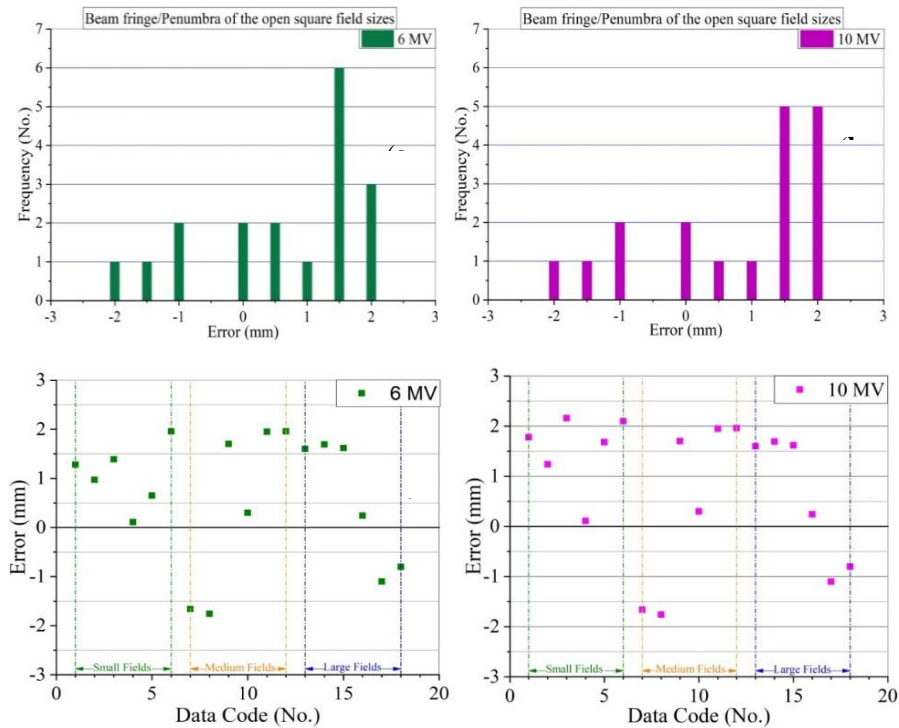 Beam fringe/Penumbra of the open square field sizes
6 MV
Frequency (No.)
7
6
5
4
3
2
1
0
-3
-2
-1
0
1
2
3
Error (mm)
Beam fringe/Penumbra of the open square field sizes
10 MV
Frequency (No.)
7
6
5
4
3
2
1
0
-3
-2
-1
0
1
2
3
Error (mm)
6 MV
Error (mm)
3
2
1
0
-1
-2
-3
Small Fields
Medium Fields
Large Fields
0
5
10
15
20
Data Code (No.)
10 MV
Error (mm)
3
2
1
0
-1
-2
-3
Small Fields
Medium Fields
Large Fields
0
5
10
15
20
Data Code (No.)